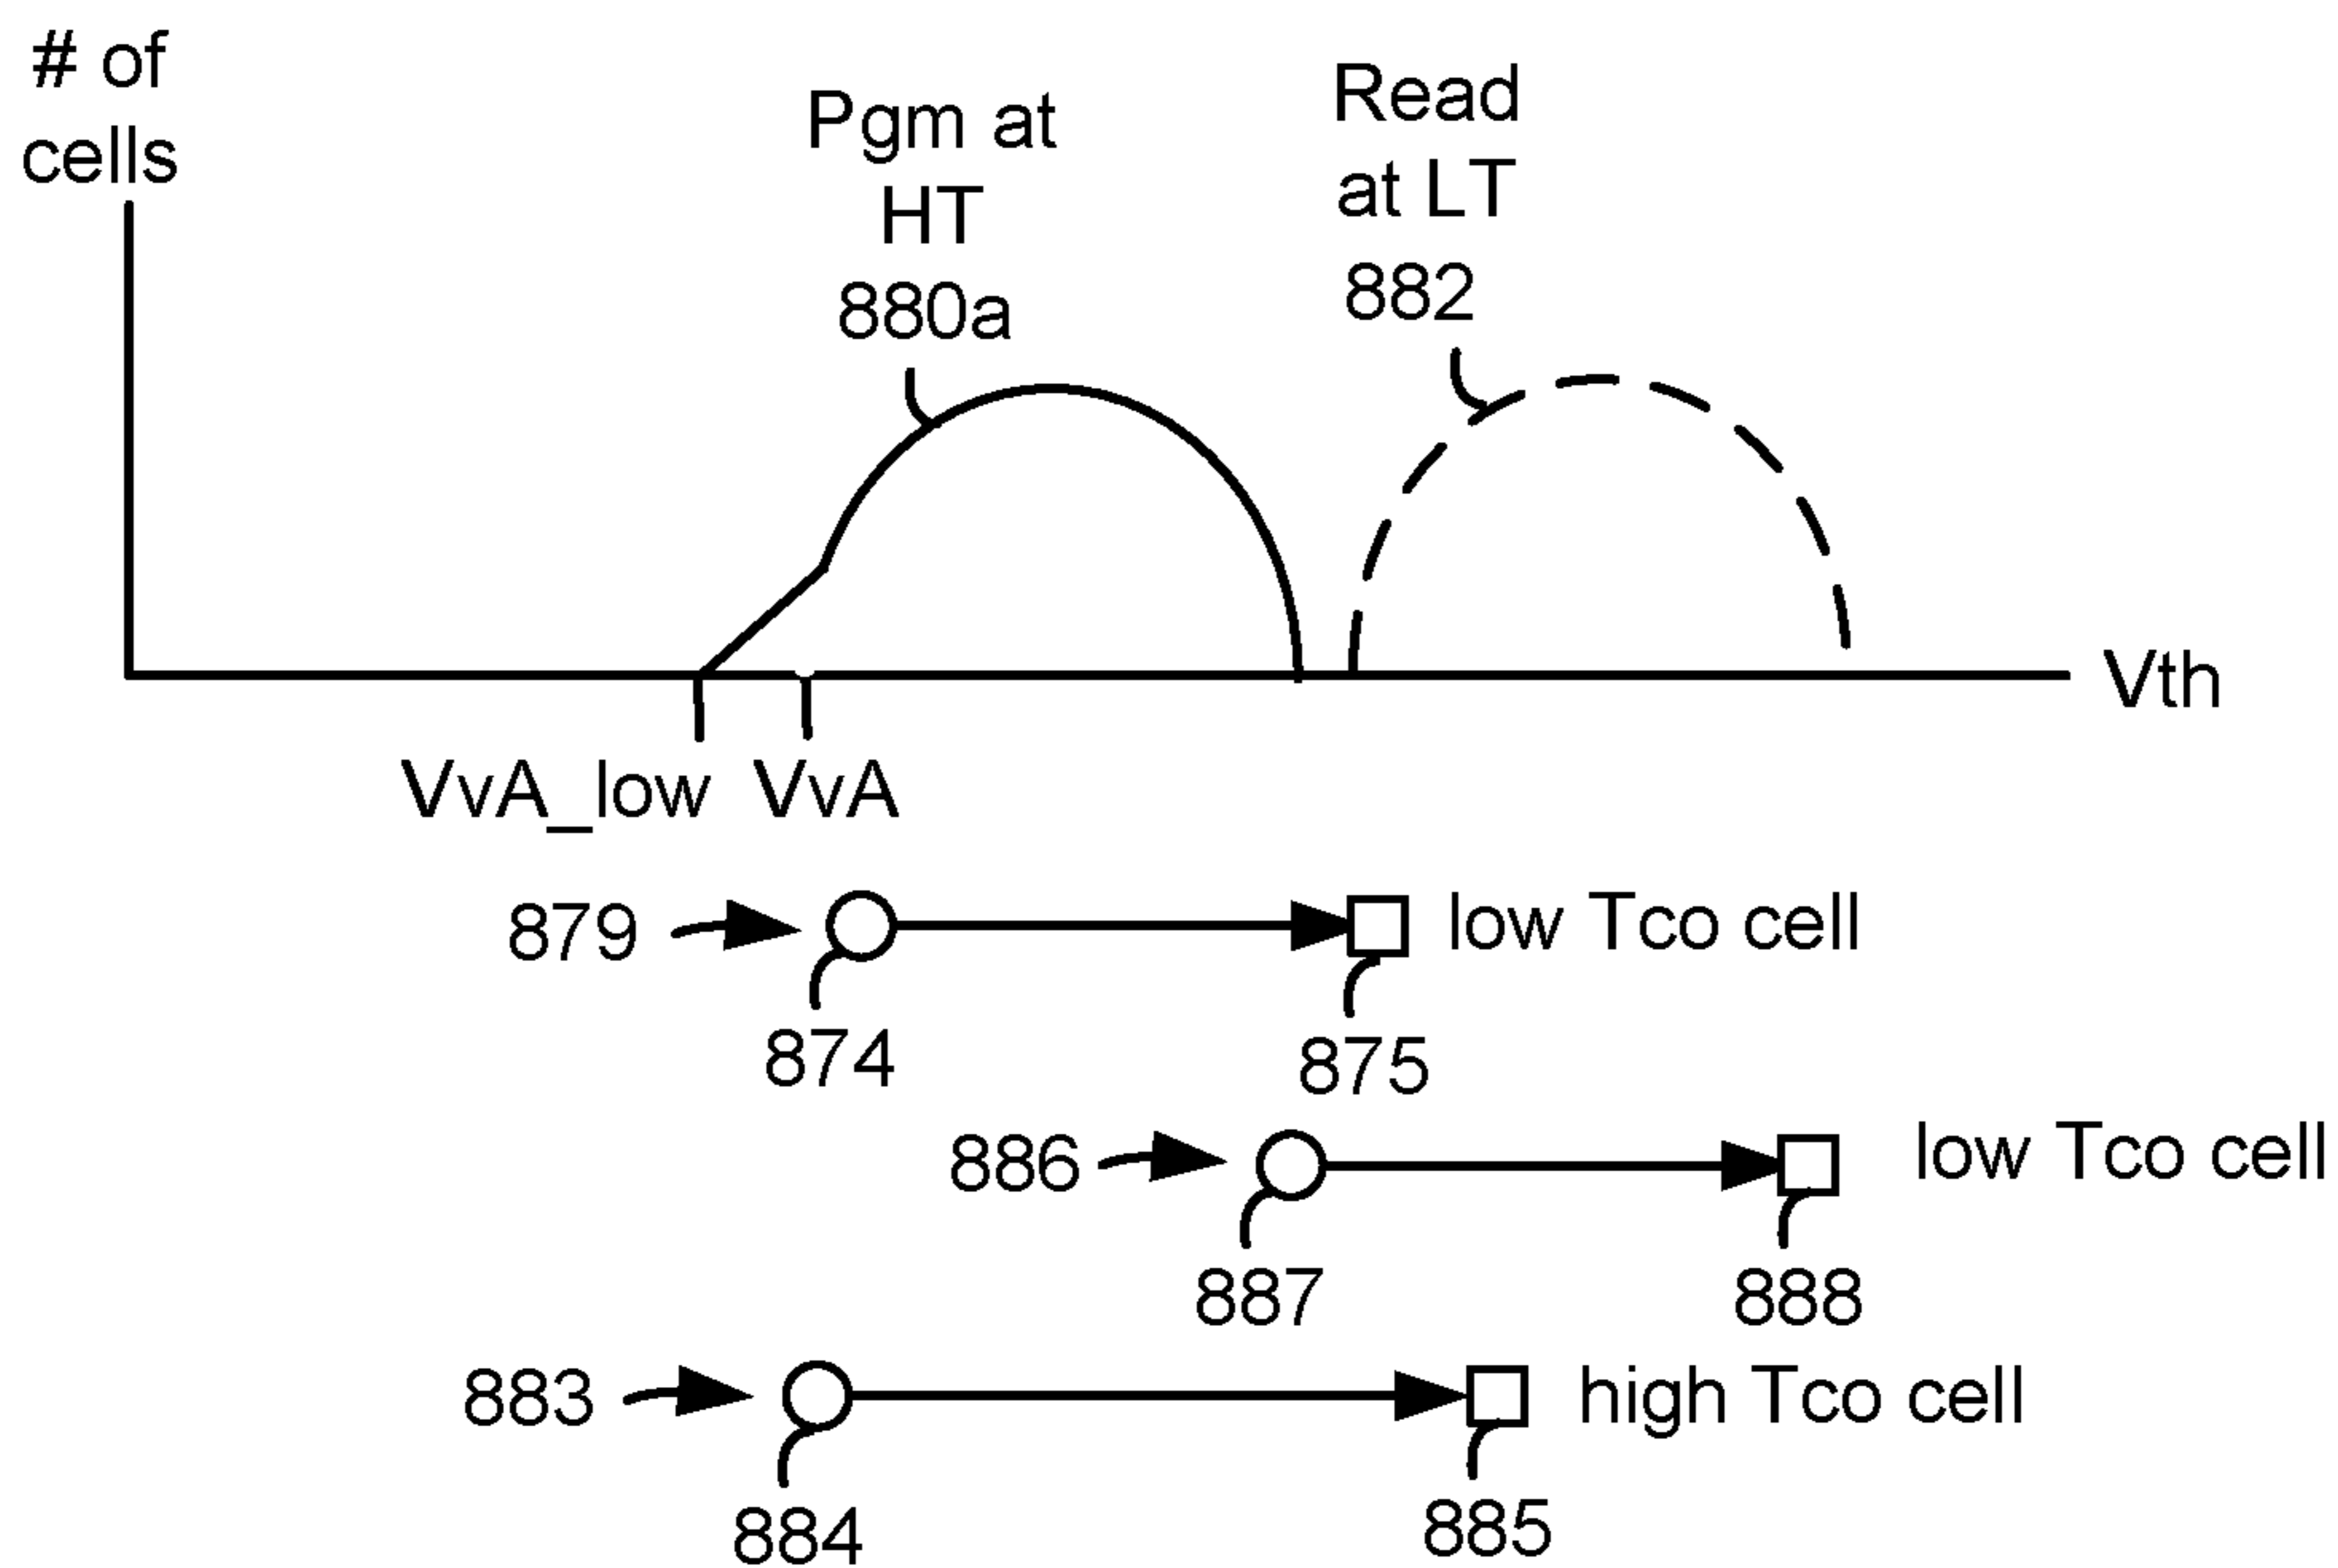 # of
cells
Pgm at
HT
880a
Read
at LT
882
Vth
VvA_low VvA
879
low Tco cell
874
875
886
low Tco cell
887
888
883
high Tco cell
884
885